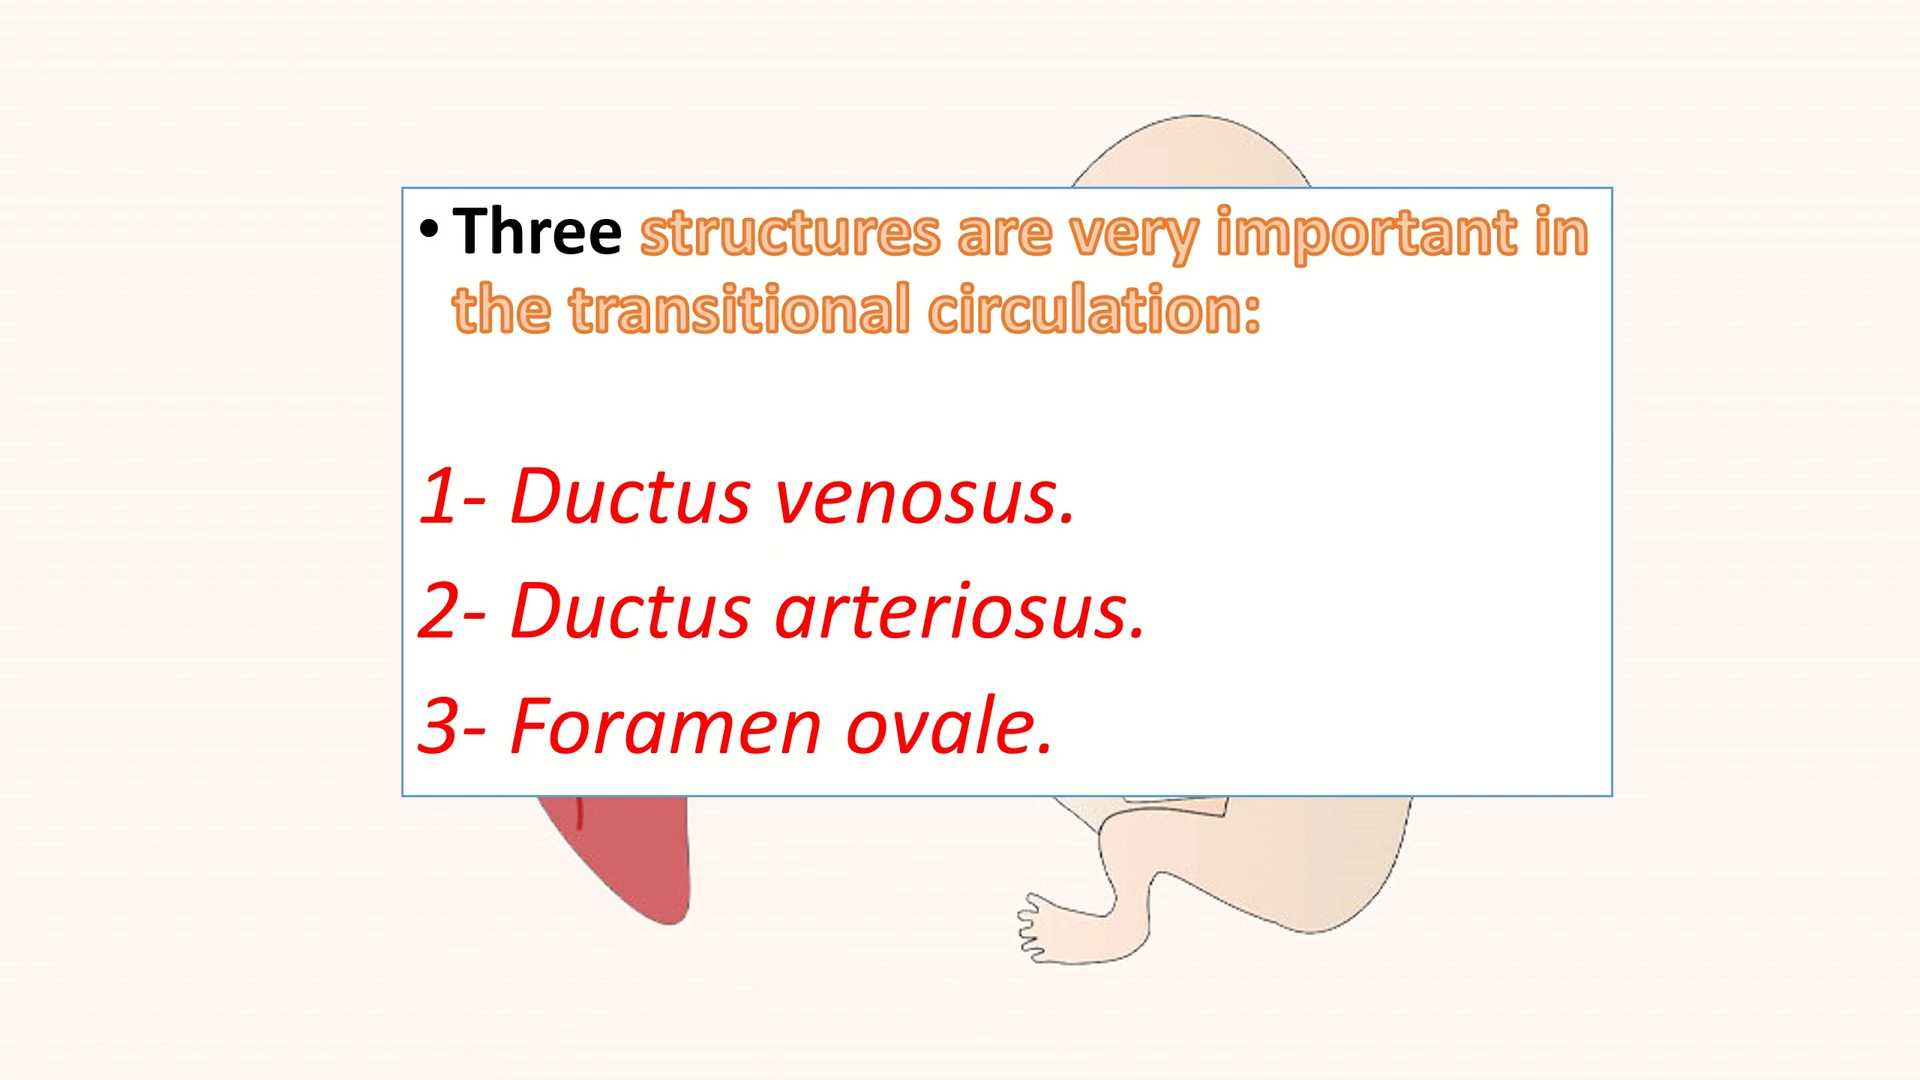 • Three structures are very important in
the transitional circulation:
1- Ductus venosus.
2- Ductus arteriosus.
3- Foramen ovale.